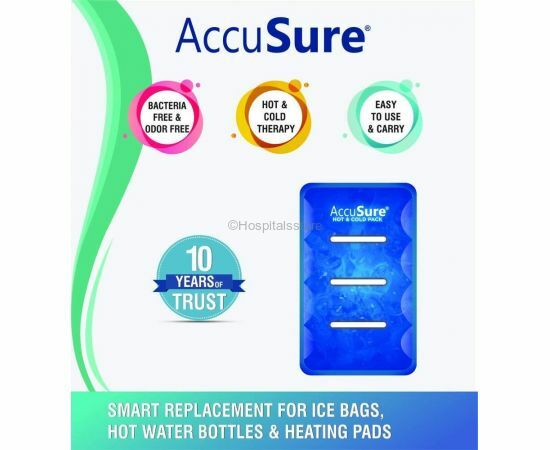 AccuSure®
BACTERIA
FREE &
ODOR FREE
HOT &
COLD
THERAPY
EASY
TO USE
& CARRY
AccuSure®
HOT & COLD PACK
©Hospitalsstore
10
YEARS OF
TRUST
SMART REPLACEMENT FOR ICE BAGS,
HOT WATER BOTTLES & HEATING PADS